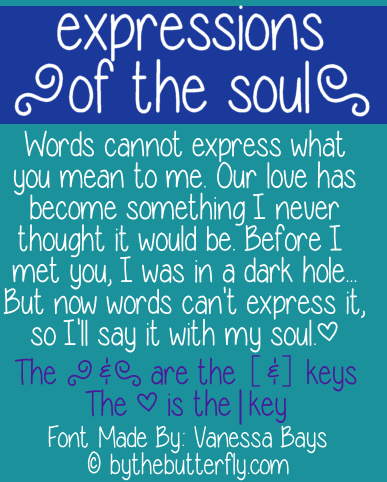 expressions
of the soul
Words cannot express what
you mean to me. Our love has
become something I never
thought it would be. Before I
met you, I was in a dark hole...
But now words can't express it,
so I'll say it with my soul.♡
The & are the [&] keys
The ♡ is the | key
Font Made By: Vanessa Bays
© bythebutterfly.com